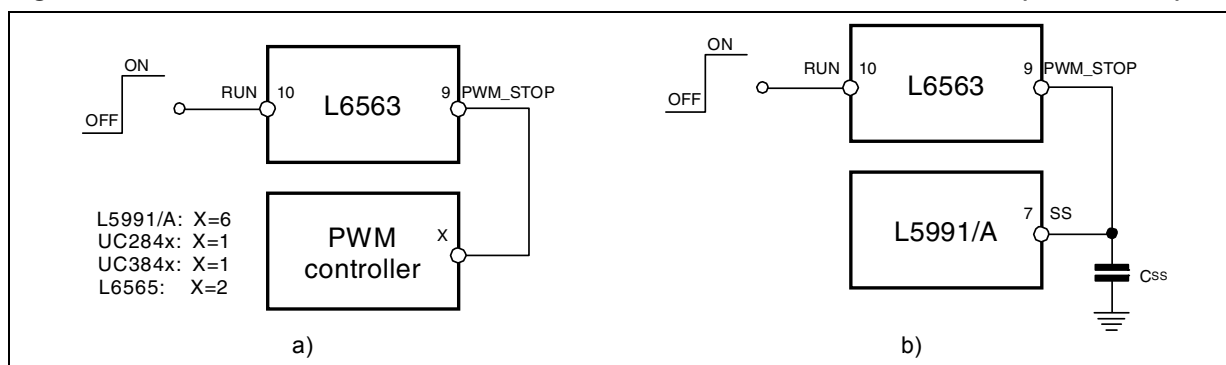 ON
OFF
RUN 10
L6563
9 PWM_STOP
L5991/A: X=6
UC284x: X=1
UC384x: X=1
L6565: X=2
PWM
controller
X
a)
ON
OFF
RUN 10
L6563
9 PWM_STOP
L5991/A
7 SS
CSS
b)